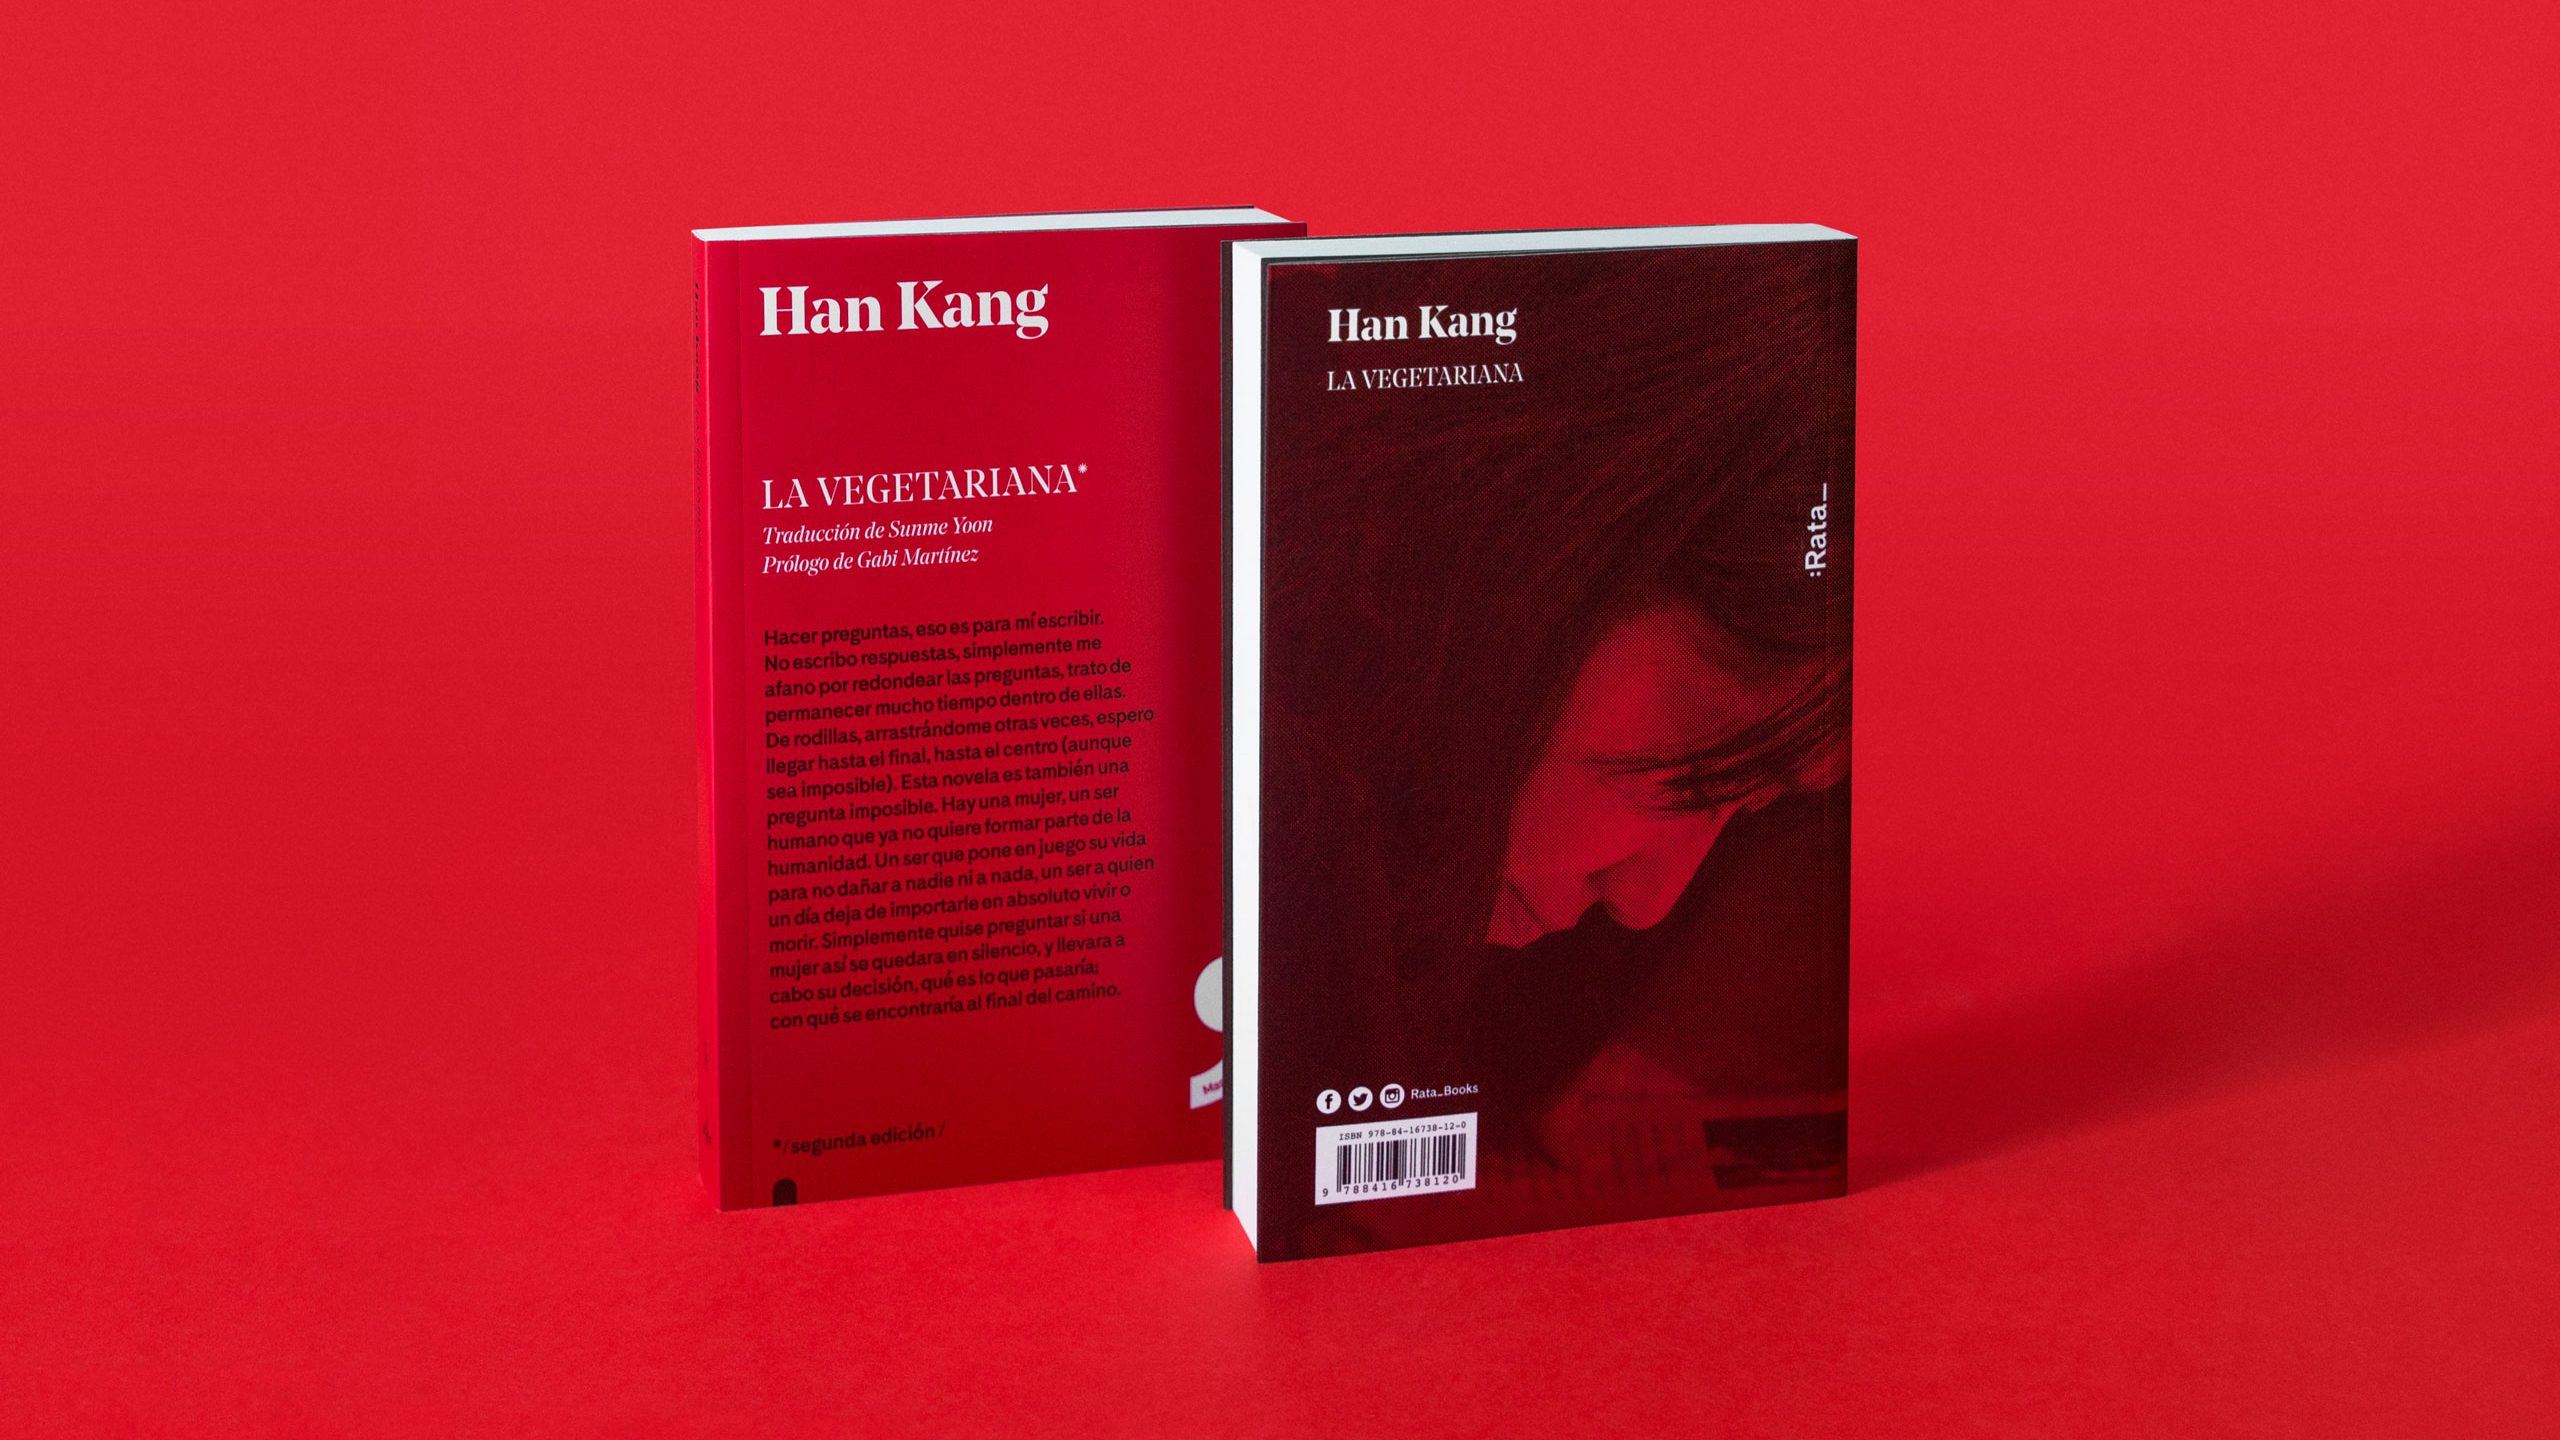 Han Kang
LA VEGETARIANA*
Traducción de Sunme Yoon
Prólogo de Gabi Martínez
Hacer preguntas, eso es para mí escribir.
No escribo respuestas, simplemente me
afano por redondear las preguntas, trato de
permanecer mucho tiempo dentro de ellas.
De rodillas, arrastrándome otras veces, espero
llegar hasta el final, hasta el centro (aunque
sea imposible). Esta novela es también una
pregunta imposible. Hay una mujer, un ser
humano que ya no quiere formar parte de la
humanidad. Un ser que pone en juego su vida
para no dañar a nadie ni a nada, un ser a quien
un día deja de importarle en absoluto vivir o
morir. Simplemente quise preguntar si una
mujer así se quedara en silencio, y llevara a
cabo su decisión, qué es lo que pasaría;
con qué se encontraría al final del camino.
*/ segunda edición /
Han Kang
LA VEGETARIANA
:Rata_
Rata_Books
ISBN 978-84-16738-12-0
9 788416 738120